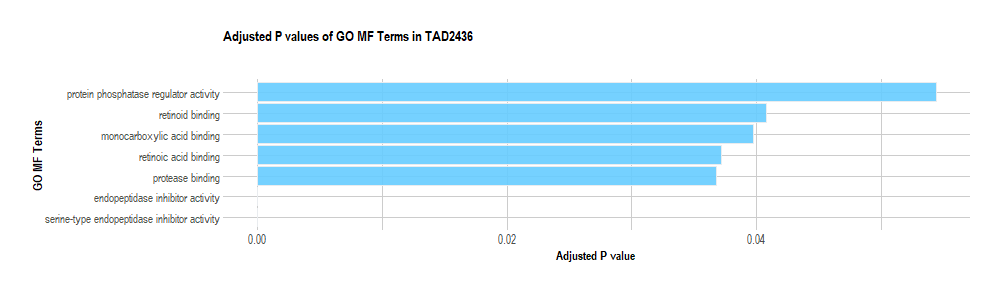 Adjusted P values of GO MF Terms in TAD2436
GO MF Terms
protein phosphatase regulator activity
retinoid binding
monocarboxylic acid binding
retinoic acid binding
protease binding
endopeptidase inhibitor activity
serine-type endopeptidase inhibitor activity
0.00 0.02 0.04
Adjusted P value